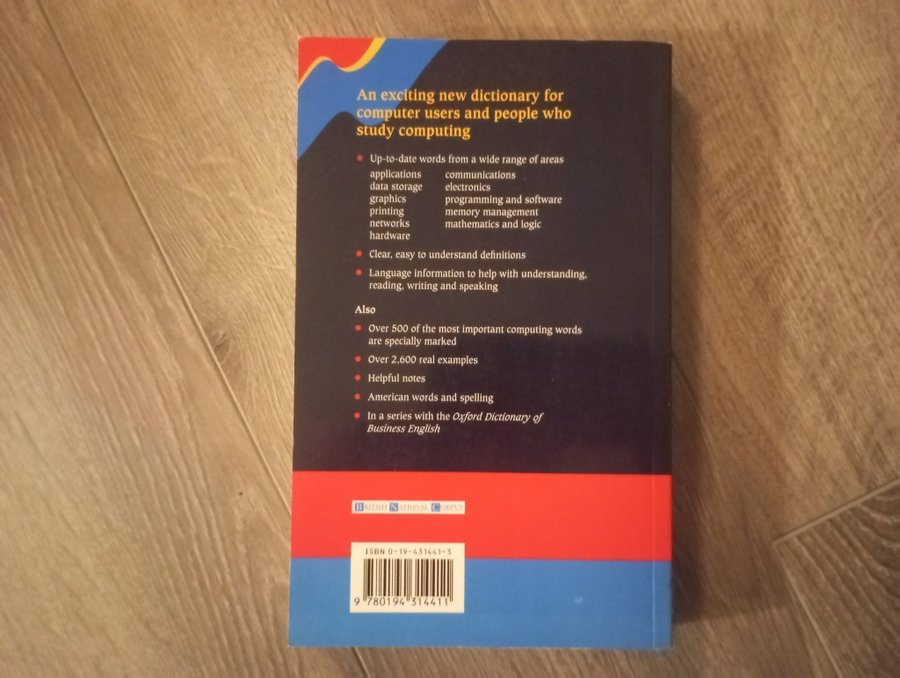 An exciting new dictionary for
computer users and people who
study computing
Up-to-date words from a wide range of areas
applications communications
data storage electronics
graphics programming and software
printing memory management
networks mathematics and logic
hardware
Clear, easy to understand definitions
Language information to help with understanding,
reading, writing and speaking
Also
Over 500 of the most important computing words
are specially marked
Over 2,600 real examples
Helpful notes
American words and spelling
In a series with the Oxford Dictionary of
Business English
BRITISH NATIONAL CORPUS
ISBN 0-19-431441-3
9 780194 314411